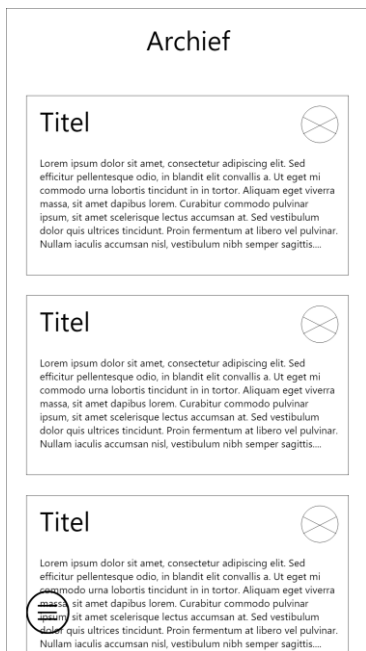 Archief
Titel
Lorem ipsum dolor sit amet, consectetur adipiscing elit. Sed
efficitur pellentesque odio, in blandit elit convallis a. Ut eget mi
commodo urna lobortis tincidunt in in tortor. Aliquam eget viverra
massa, sit amet dapibus lorem. Curabitur commodo pulvinar
ipsum, sit amet scelerisque lectus accumsan at. Sed vestibulum
dolor quis ultrices tincidunt. Proin fermentum at libero vel pulvinar.
Nullam iaculis accumsan nisl, vestibulum nibh semper sagittis....
Titel
Lorem ipsum dolor sit amet, consectetur adipiscing elit. Sed
efficitur pellentesque odio, in blandit elit convallis a. Ut eget mi
commodo urna lobortis tincidunt in in tortor. Aliquam eget viverra
massa, sit amet dapibus lorem. Curabitur commodo pulvinar
ipsum, sit amet scelerisque lectus accumsan at. Sed vestibulum
dolor quis ultrices tincidunt. Proin fermentum at libero vel pulvinar.
Nullam iaculis accumsan nisl, vestibulum nibh semper sagittis....
Titel
Lorem ipsum dolor sit amet, consectetur adipiscing elit. Sed
efficitur pellentesque odio, in blandit elit convallis a. Ut eget mi
commodo urna lobortis tincidunt in in tortor. Aliquam eget viverra
massa, sit amet dapibus lorem. Curabitur commodo pulvinar
ipsum, sit amet scelerisque lectus accumsan at. Sed vestibulum
dolor quis ultrices tincidunt. Proin fermentum at libero vel pulvinar.
Nullam iaculis accumsan nisl, vestibulum nibh semper sagittis....